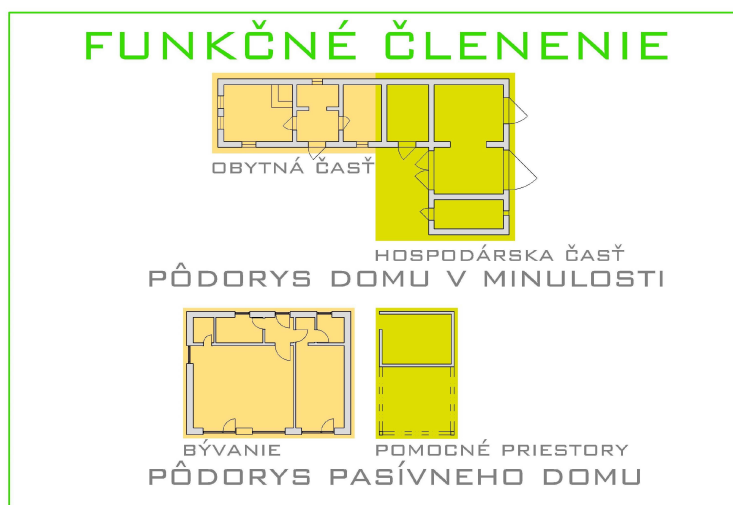 FUNKČNÉ ČLENENIE
OBYTNÁ ČASŤ
HOSPODÁRSKA ČASŤ
PÔDORYS DOMU V MINULOSTI
BÝVANIE
POMOCNÉ PRIESTORY
PÔDORYS PASÍVNEHO DOMU